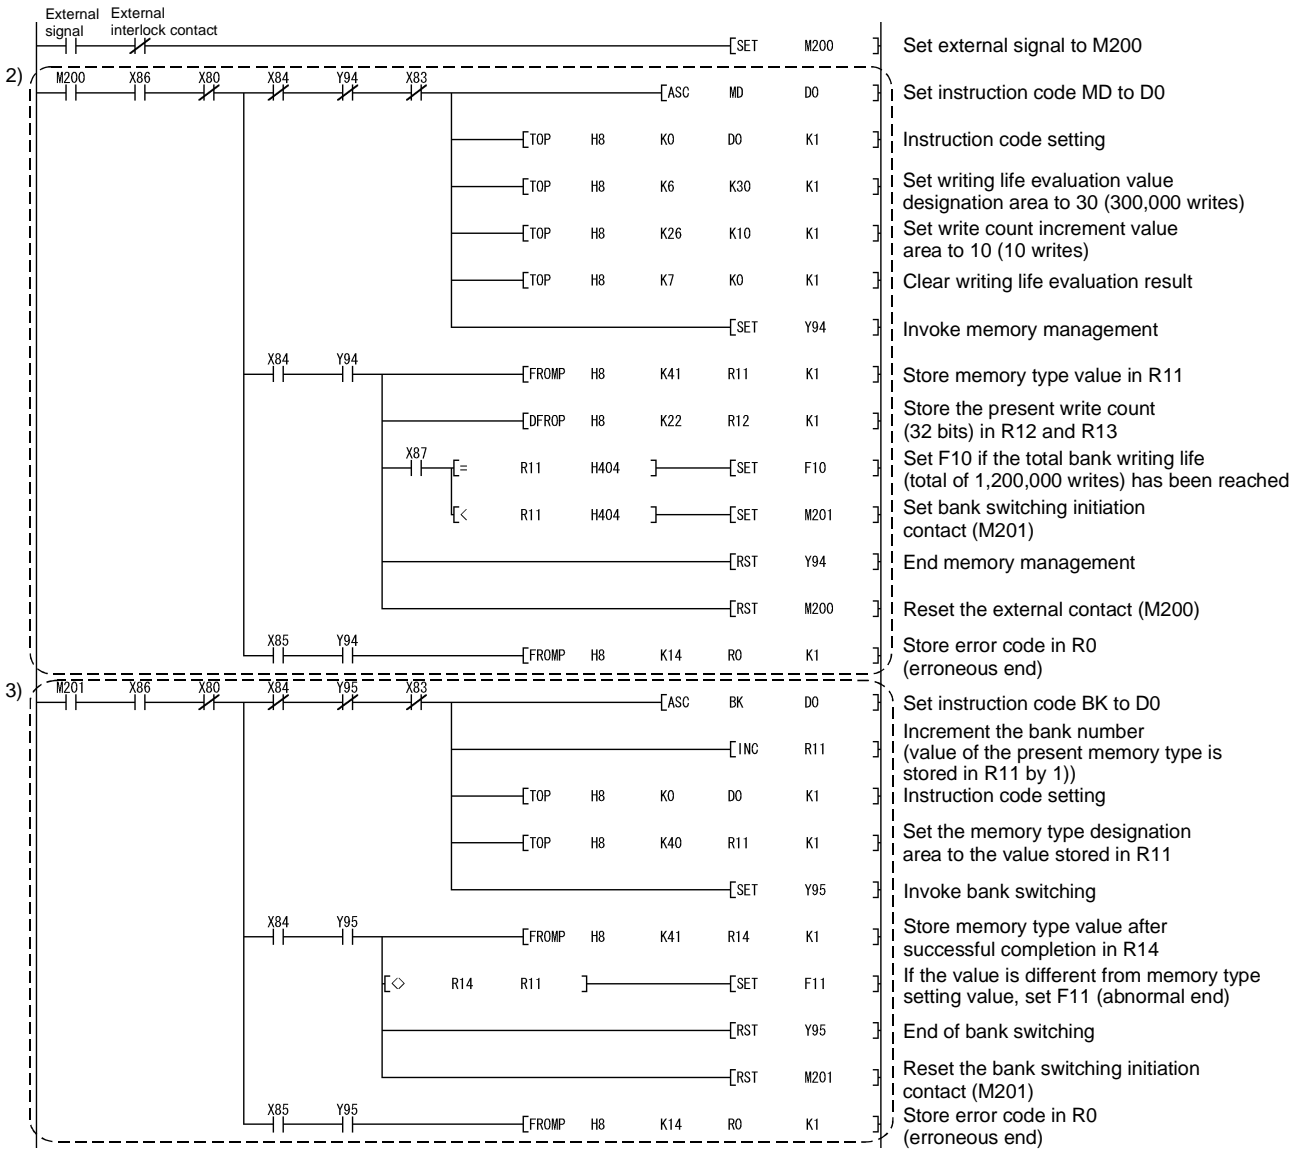 External External
signal interlock contact
[SET M200 ] Set external signal to M200
2)
M200 X86 X80 X84 Y94 X83
[ASC MD D0 ] Set instruction code MD to D0
[TOP H8 K0 D0 K1 ] Instruction code setting
[TOP H8 K6 K30 K1 ] Set writing life evaluation value
designation area to 30 (300,000 writes)
[TOP H8 K26 K10 K1 ] Set write count increment value
area to 10 (10 writes)
[TOP H8 K7 K0 K1 ] Clear writing life evaluation result
[SET Y94 ] Invoke memory management
X84 Y94
[FROMP H8 K41 R11 K1 ] Store memory type value in R11
[DFROP H8 K22 R12 K1 ] Store the present write count
(32 bits) in R12 and R13
X87
[= R11 H404 ] [SET F10 ] Set F10 if the total bank writing life
(total of 1,200,000 writes) has been reached
[< R11 H404 ] [SET M201 ] Set bank switching initiation
contact (M201)
[RST Y94 ] End memory management
[RST M200 ] Reset the external contact (M200)
X85 Y94
[FROMP H8 K14 R0 K1 ] Store error code in R0
(erroneous end)
3)
M201 X86 X80 X84 Y95 X83
[ASC BK D0 ] Set instruction code BK to D0
[INC R11 ] Increment the bank number
(value of the present memory type is
stored in R11 by 1))
[TOP H8 K0 D0 K1 ] Instruction code setting
[TOP H8 K40 R11 K1 ] Set the memory type designation
area to the value stored in R11
[SET Y95 ] Invoke bank switching
X84 Y95
[FROMP H8 K41 R14 K1 ] Store memory type value after
successful completion in R14
[<> R14 R11 ] [SET F11 ] If the value is different from memory type
setting value, set F11 (abnormal end)
[RST Y95 ] End of bank switching
[RST M201 ] Reset the bank switching initiation
contact (M201)
X85 Y95
[FROMP H8 K14 R0 K1 ] Store error code in R0
(erroneous end)